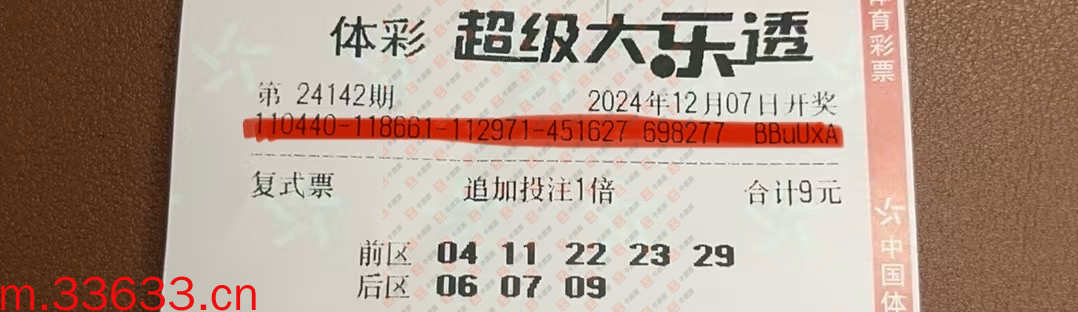 体彩 超级大乐透
第 24142期 2024年12月07日开奖
110440-118661-112971-451627 698277 BBuUxA
复式票 追加投注1倍 合计9元
前区 04 11 22 23 29
后区 06 07 09
体育彩票
中国体
m.33633.cn